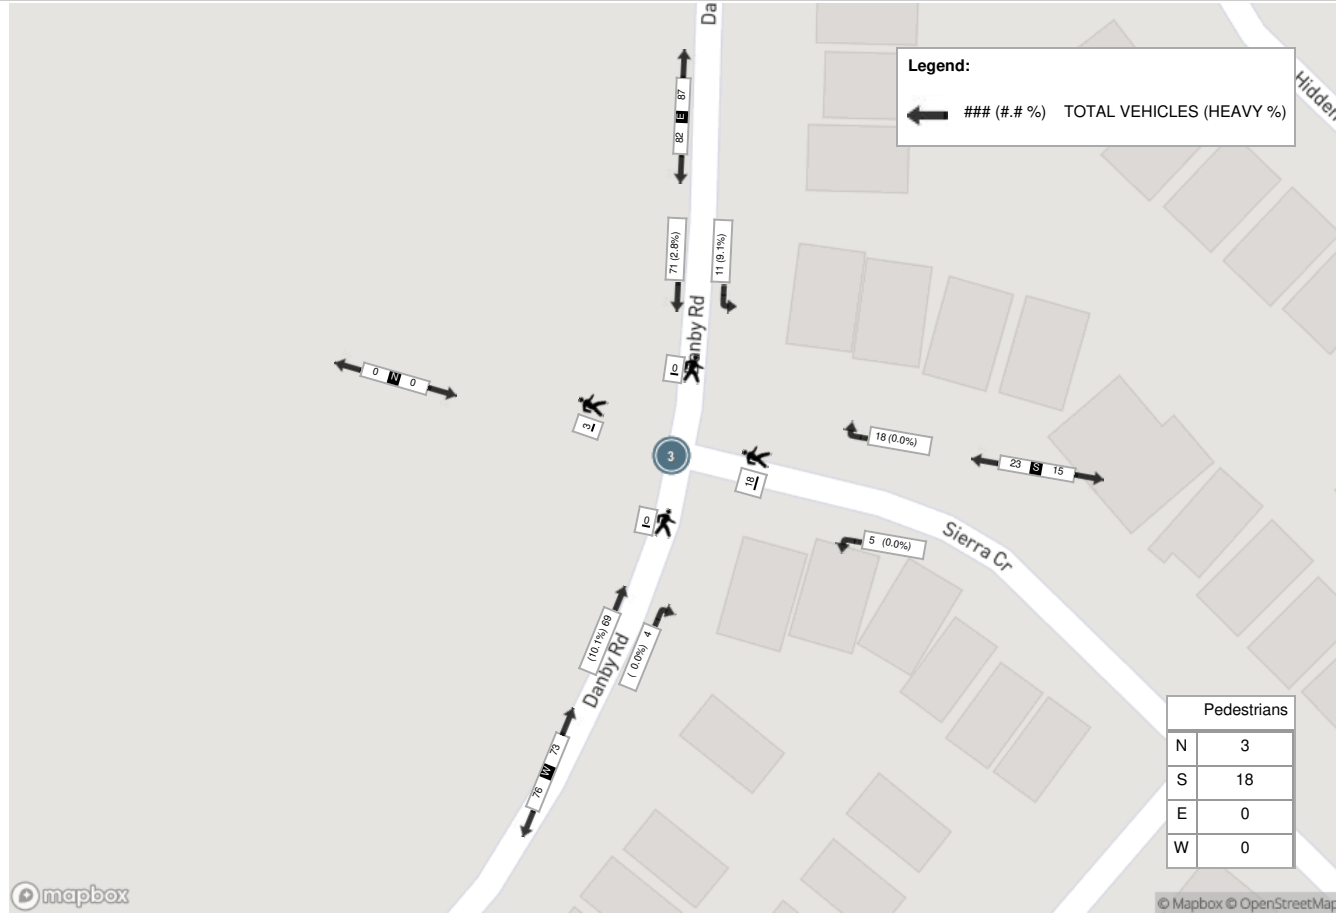 Da
Hidden
Legend:
### (#.# %) TOTAL VEHICLES (HEAVY %)
82 E 87
71 (2.8%)
11 (9.1%)
Danby Rd
0
0 N 0
3
3
18
18 (0.0%)
23 S 15
0
5 (0.0%)
Sierra Cr
(10.1%) 69
( 0.0%) 4
Danby Rd
76 W 73
Pedestrians
N 3
S 18
E 0
W 0
mapbox
© Mapbox © OpenStreetMap